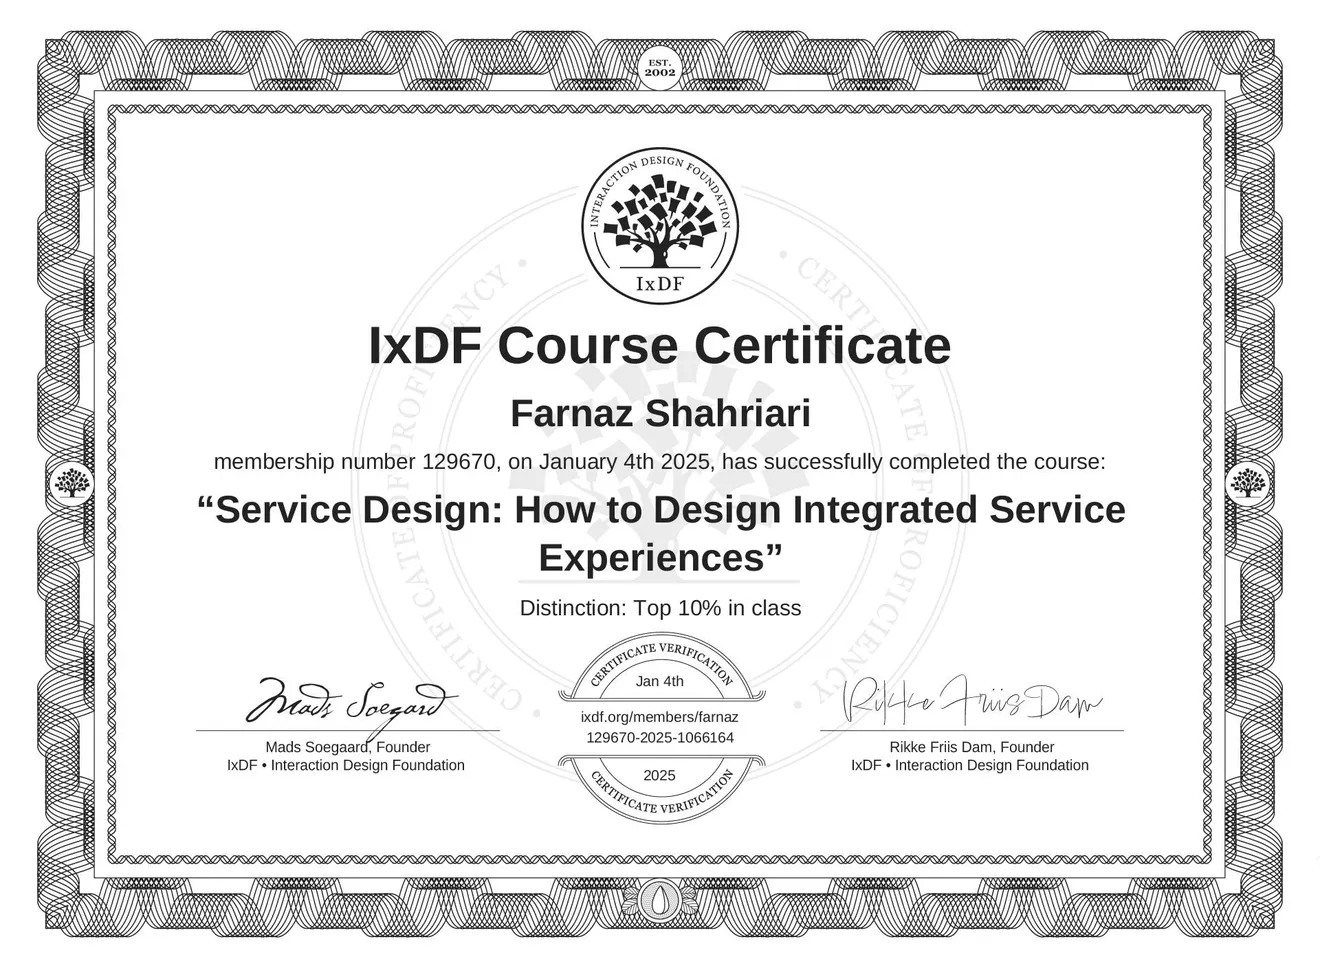 EST.
2002
INTERACTION DESIGN FOUNDATION
IxDF
• CERTIFICATE OF PROFICIENCY •
• CERTIFICATE OF PROFICIENCY •
IxDF Course Certificate
Farnaz Shahriari
membership number 129670, on January 4th 2025, has successfully completed the course:
“Service Design: How to Design Integrated Service
Experiences”
Distinction: Top 10% in class
CERTIFICATE VERIFICATION
Jan 4th
ixdf.org/members/farnaz
129670-2025-1066164
2025
CERTIFICATE VERIFICATION
Mads Soegaard
Mads Soegaard, Founder
IxDF • Interaction Design Foundation
Rikke Friis Dam
Rikke Friis Dam, Founder
IxDF • Interaction Design Foundation